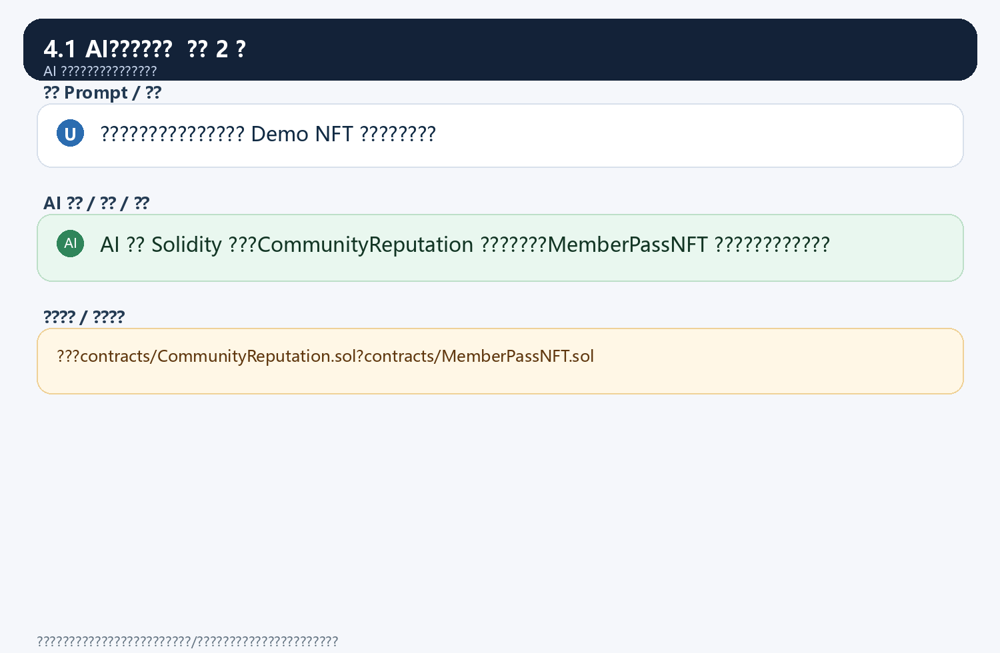 4.1 AI?????? ?? 2 ?
AI ???????????????
?? Prompt / ??
U
??????????????? Demo NFT ????????
AI ?? / ?? / ??
AI
AI ?? Solidity ???CommunityReputation ???????MemberPassNFT ????????????
???? / ????
???contracts/CommunityReputation.sol?contracts/MemberPassNFT.sol
????????????????????????/??????????????????????